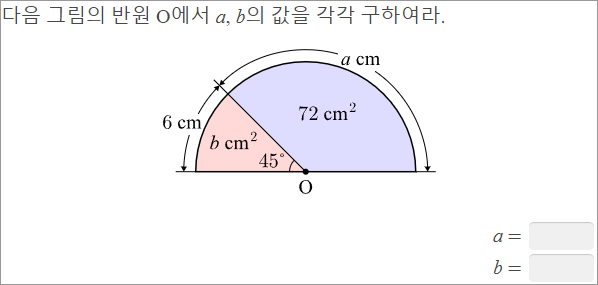 다음 그림의 반원 O에서 a, b의 값을 각각 구하여라.
a cm
6 cm
72 cm²
b cm²
45°
O
a =
b =